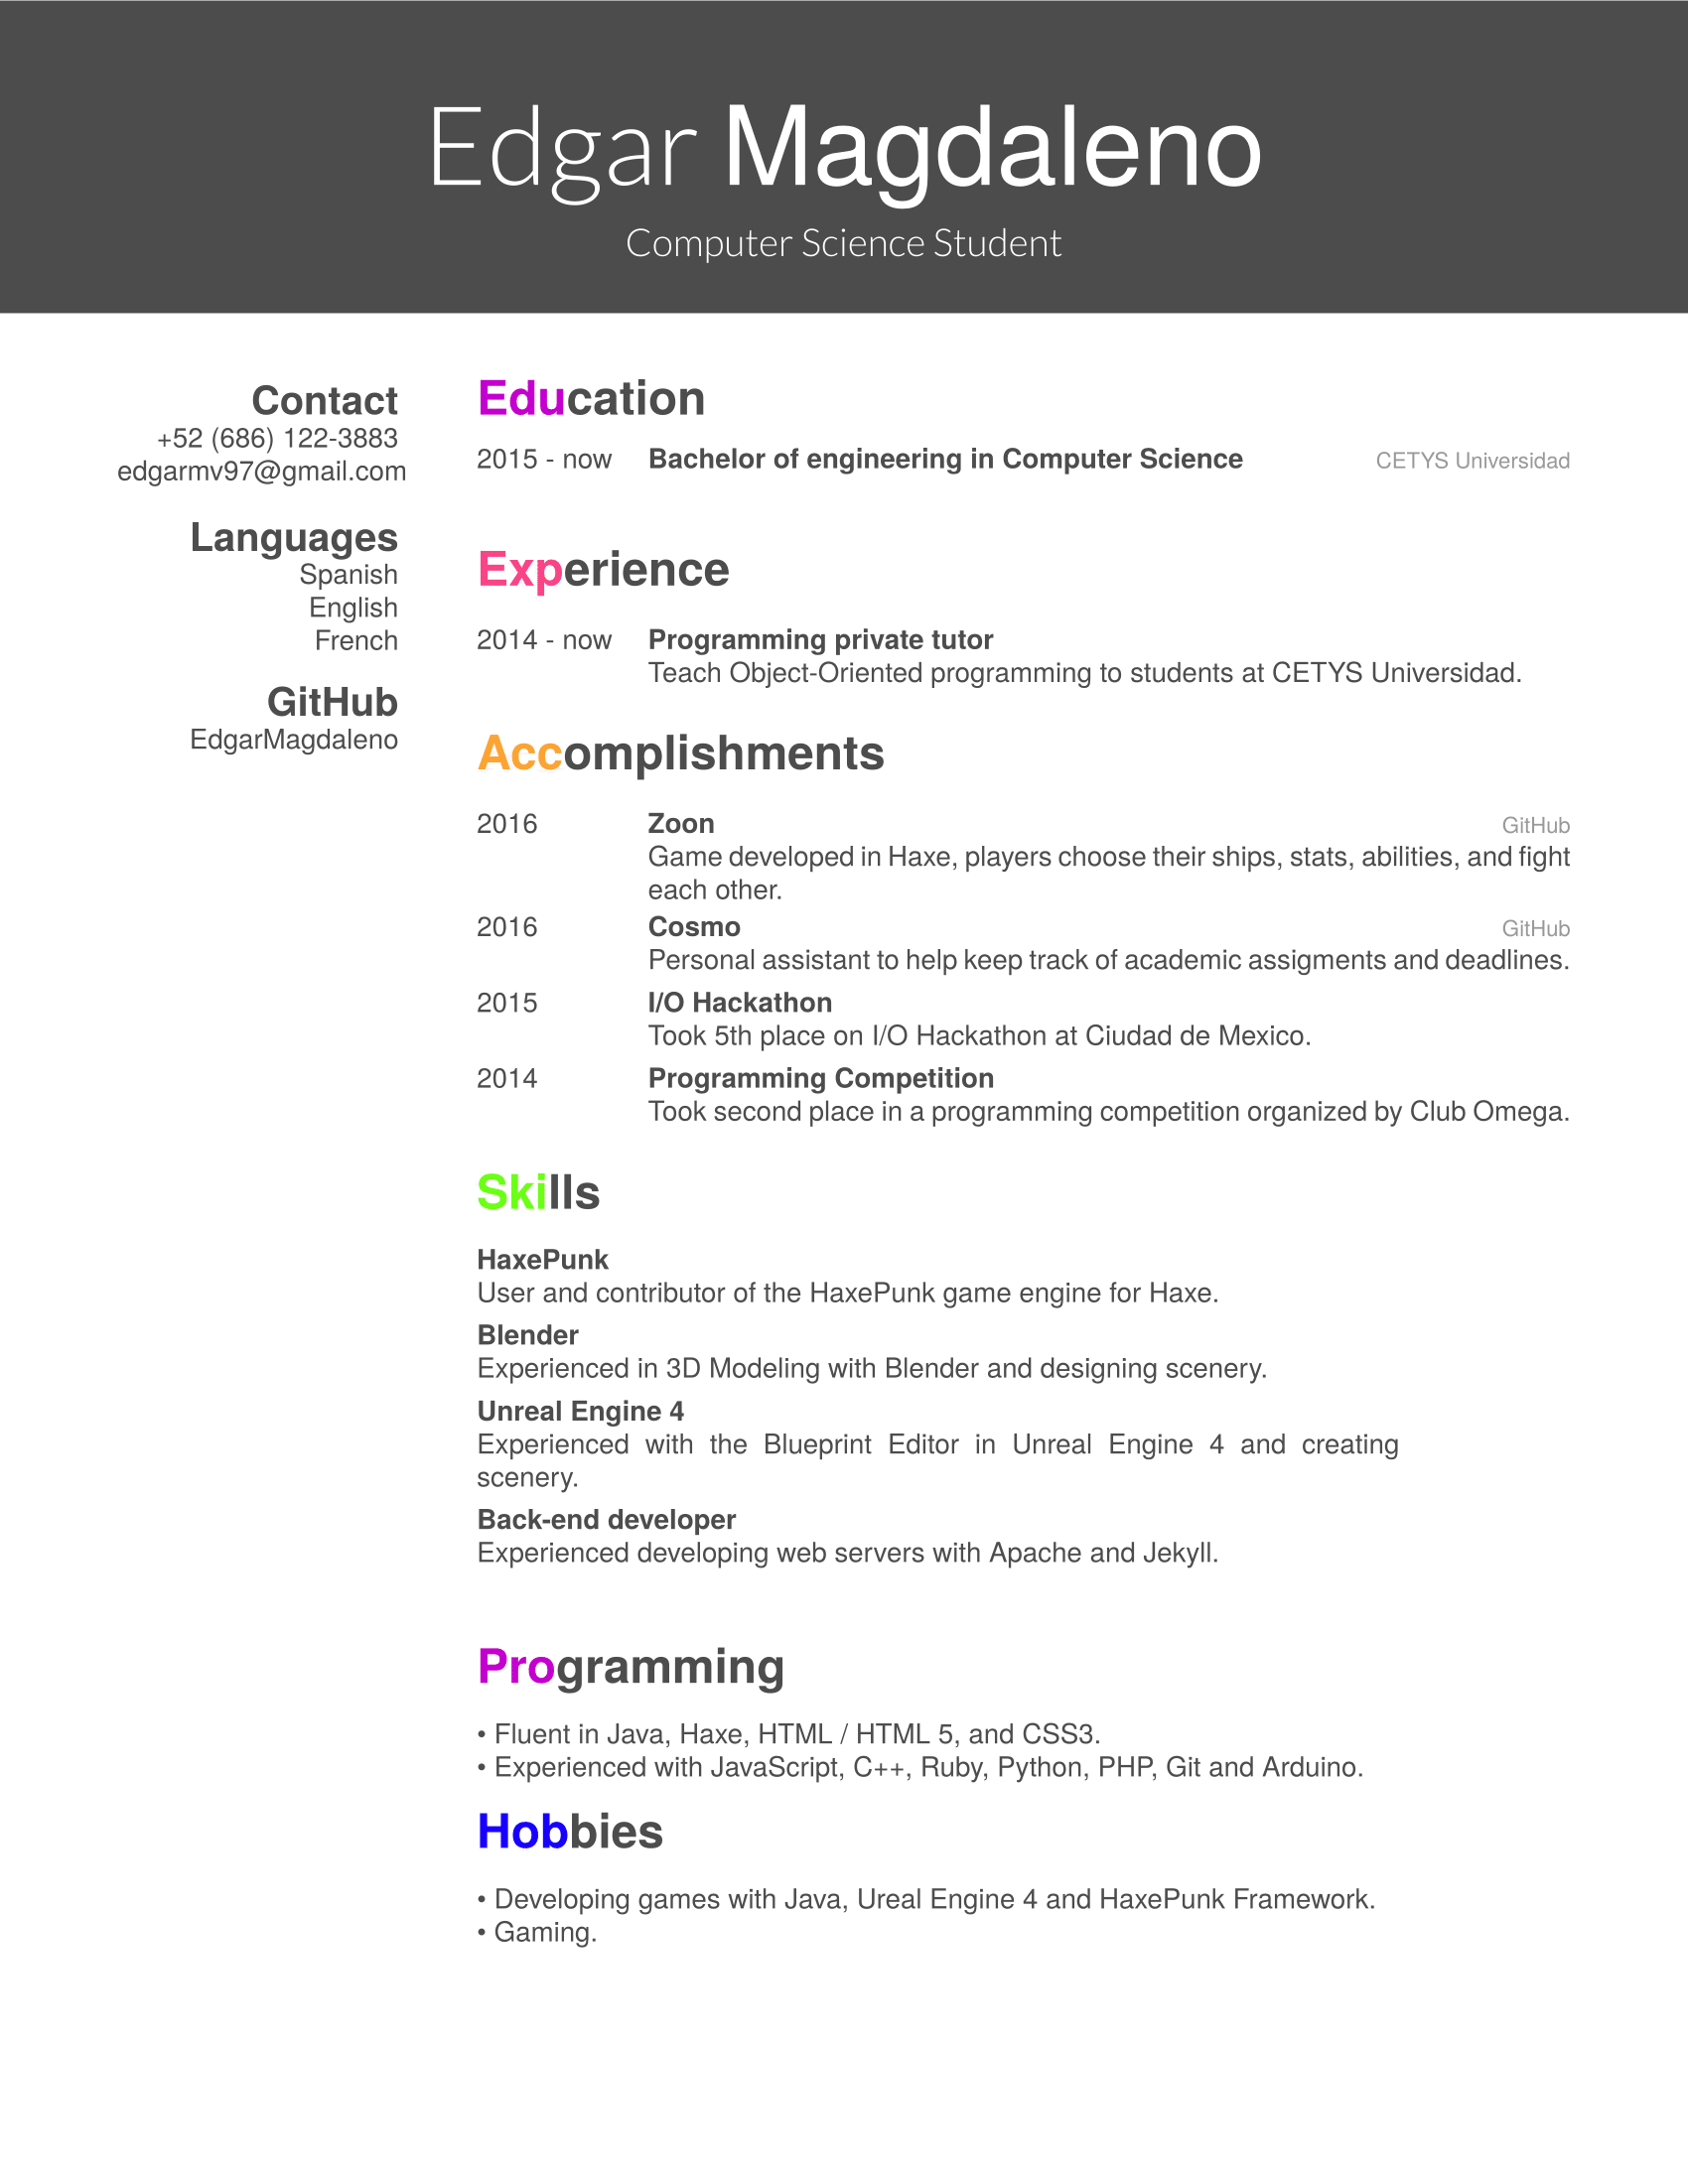 Edgar Magdaleno
Computer Science Student
Contact
+52 (686) 122-3883
edgarmv97@gmail.com
Languages
Spanish
English
French
GitHub
EdgarMagdaleno
Education
2015 - now Bachelor of engineering in Computer Science CETYS Universidad
Experience
2014 - now Programming private tutor
Teach Object-Oriented programming to students at CETYS Universidad.
Accomplishments
2016 Zoon GitHub
Game developed in Haxe, players choose their ships, stats, abilities, and fight
each other.
2016 Cosmo GitHub
Personal assistant to help keep track of academic assigments and deadlines.
2015 I/O Hackathon
Took 5th place on I/O Hackathon at Ciudad de Mexico.
2014 Programming Competition
Took second place in a programming competition organized by Club Omega.
Skills
HaxePunk
User and contributor of the HaxePunk game engine for Haxe.
Blender
Experienced in 3D Modeling with Blender and designing scenery.
Unreal Engine 4
Experienced with the Blueprint Editor in Unreal Engine 4 and creating
scenery.
Back-end developer
Experienced developing web servers with Apache and Jekyll.
Programming
• Fluent in Java, Haxe, HTML / HTML 5, and CSS3.
• Experienced with JavaScript, C++, Ruby, Python, PHP, Git and Arduino.
Hobbies
• Developing games with Java, Ureal Engine 4 and HaxePunk Framework.
• Gaming.